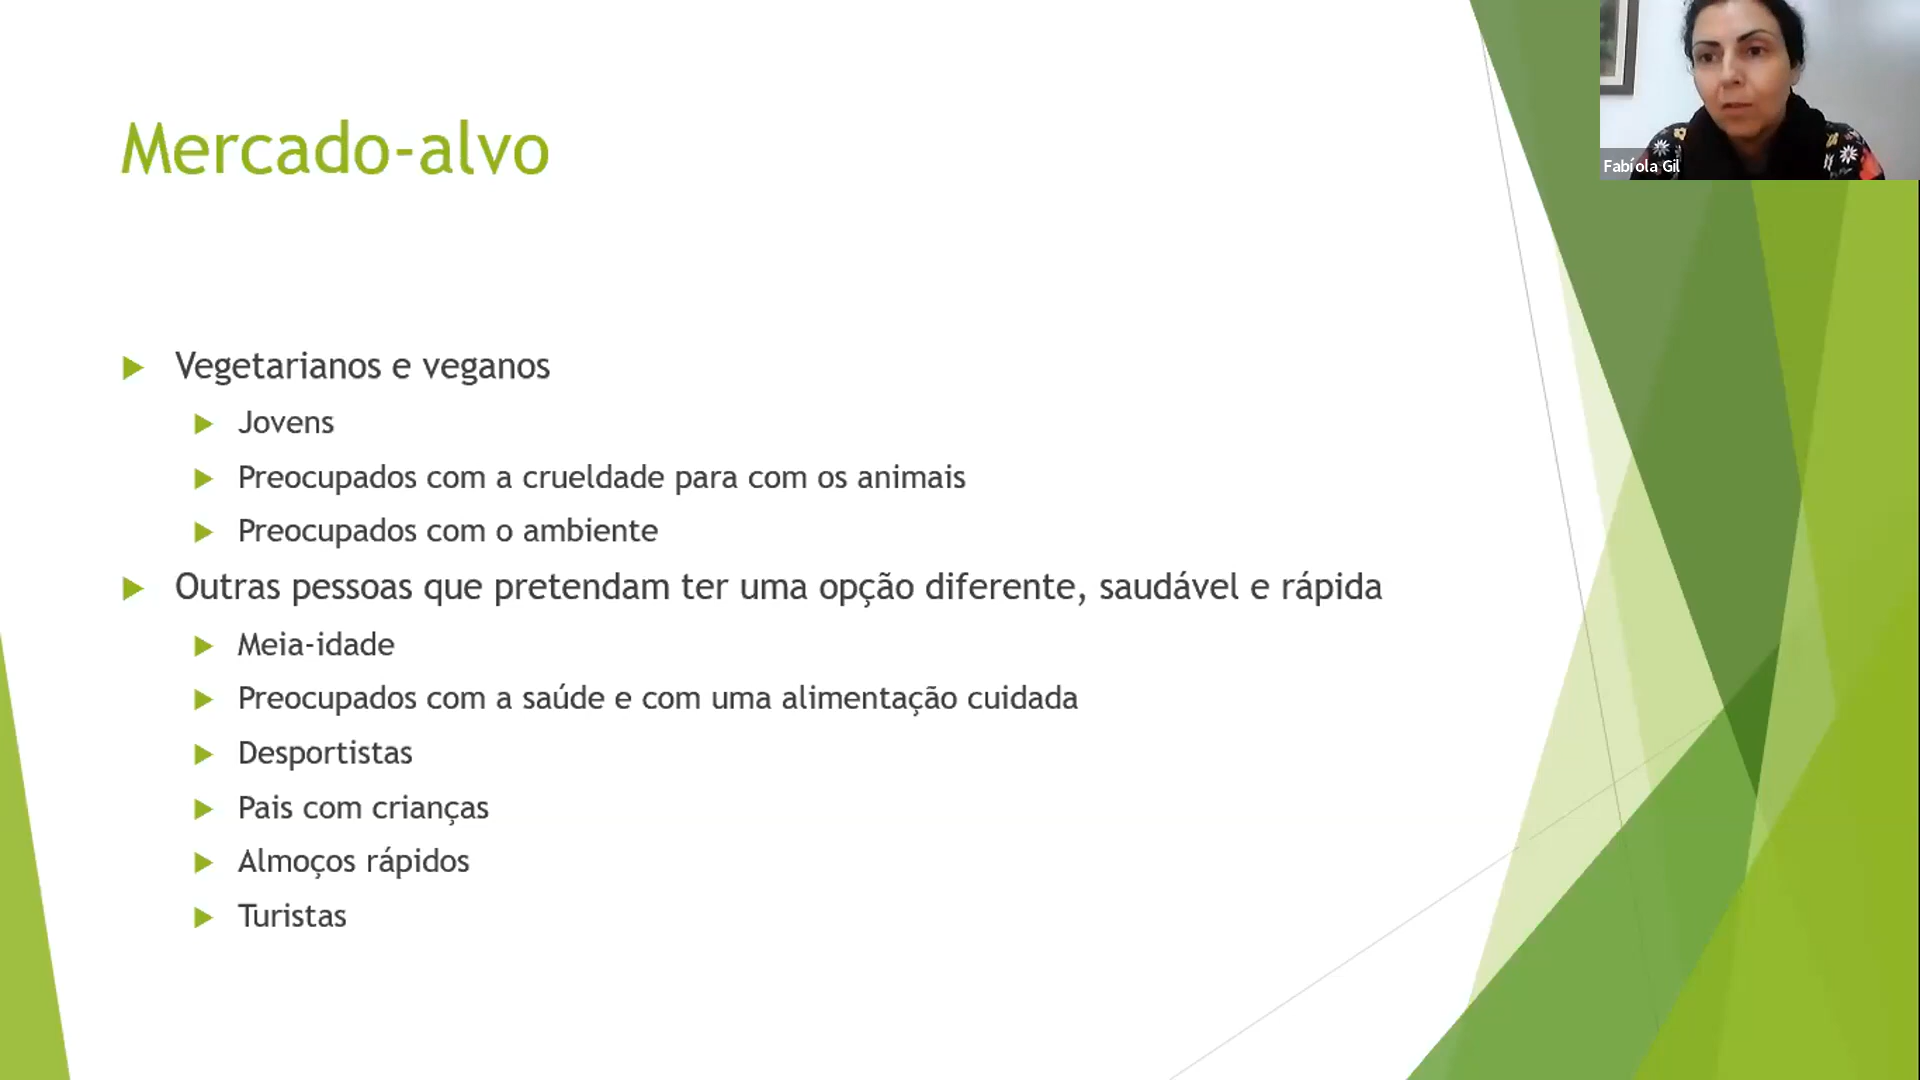 Mercado-alvo
Fabíola Gil
Vegetarianos e veganos
Jovens
Preocupados com a crueldade para com os animais
Preocupados com o ambiente
Outras pessoas que pretendam ter uma opção diferente, saudável e rápida
Meia-idade
Preocupados com a saúde e com uma alimentação cuidada
Desportistas
Pais com crianças
Almoços rápidos
Turistas